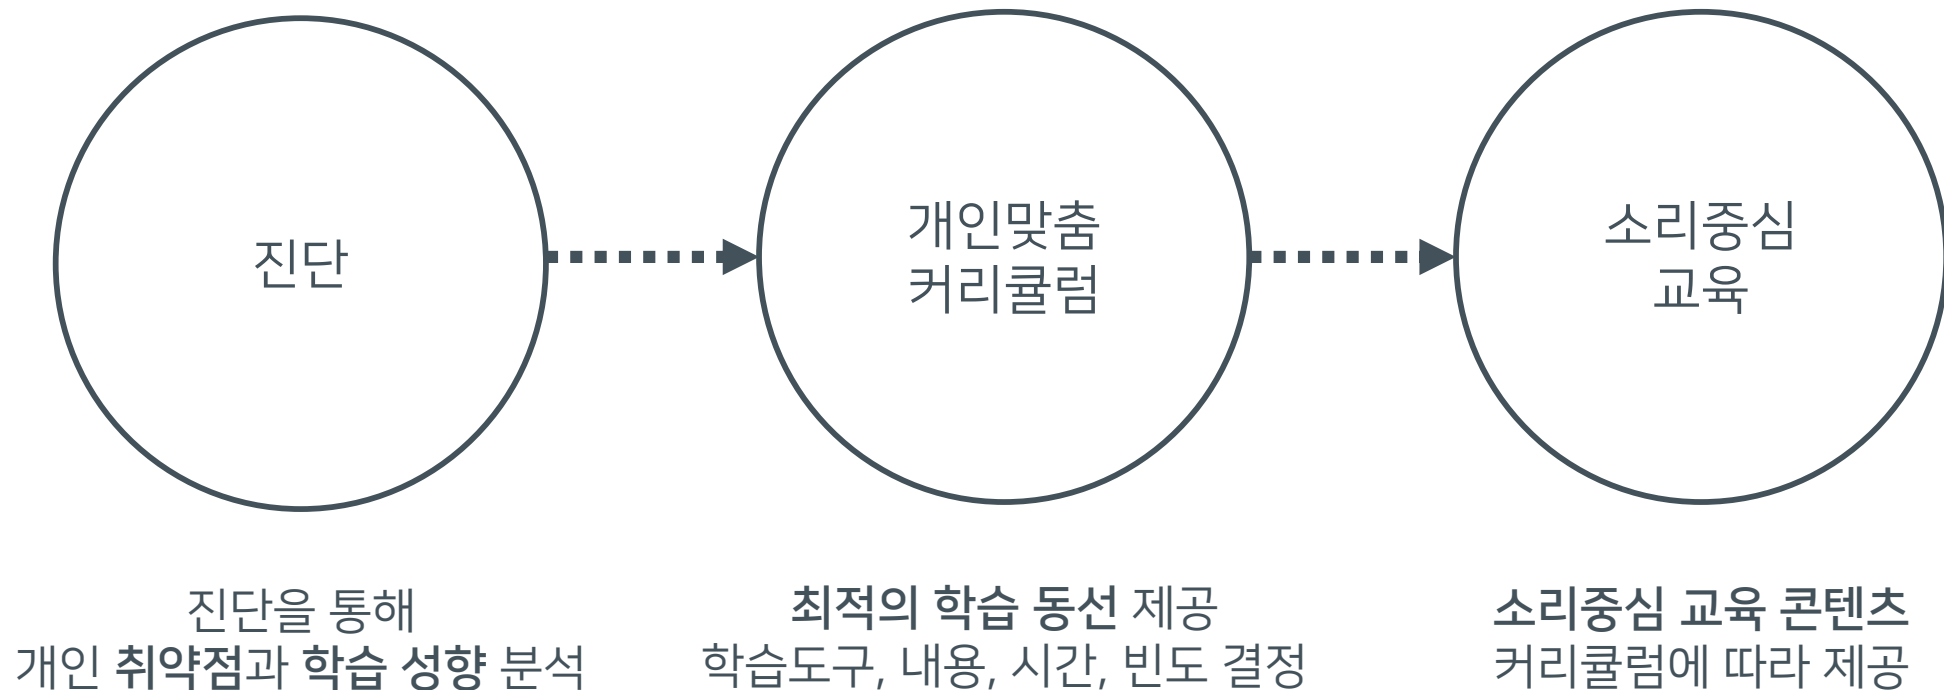 진단
개인맞춤
커리큘럼
소리중심
교육
진단을 통해
개인 취약점과 학습 성향 분석
최적의 학습 동선 제공
학습도구, 내용, 시간, 빈도 결정
소리중심 교육 콘텐츠
커리큘럼에 따라 제공